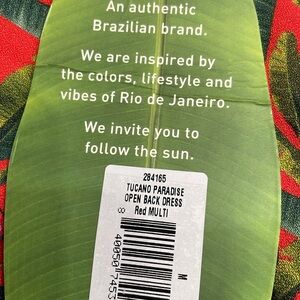 An authentic
Brazilian brand.
We are inspired by
the colors, lifestyle and
vibes of Rio de Janeiro.
We invite you to
follow the sun.
284165
TUCANO PARADISE
OPEN BACK DRESS
Red MULTI
M